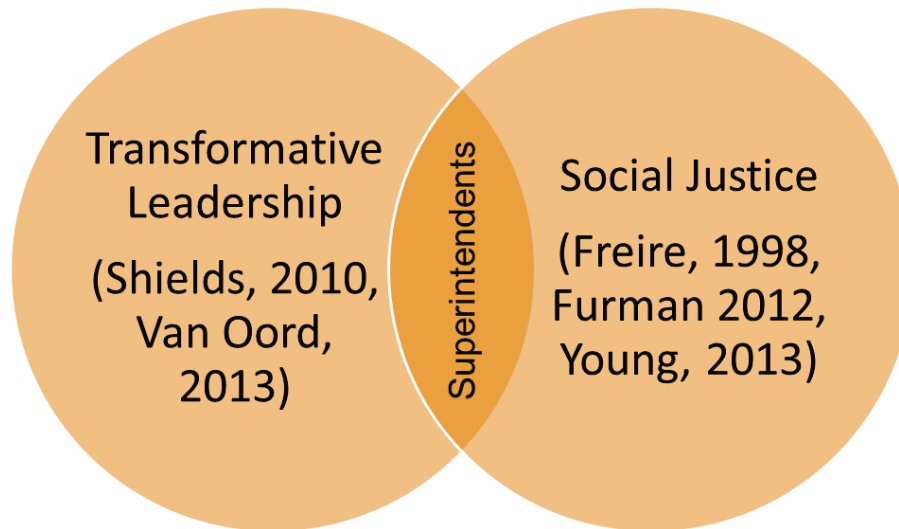 Transformative
Leadership
(Shields, 2010,
Van Oord,
2013)
Superintendents
Social Justice
(Freire, 1998,
Furman 2012,
Young, 2013)